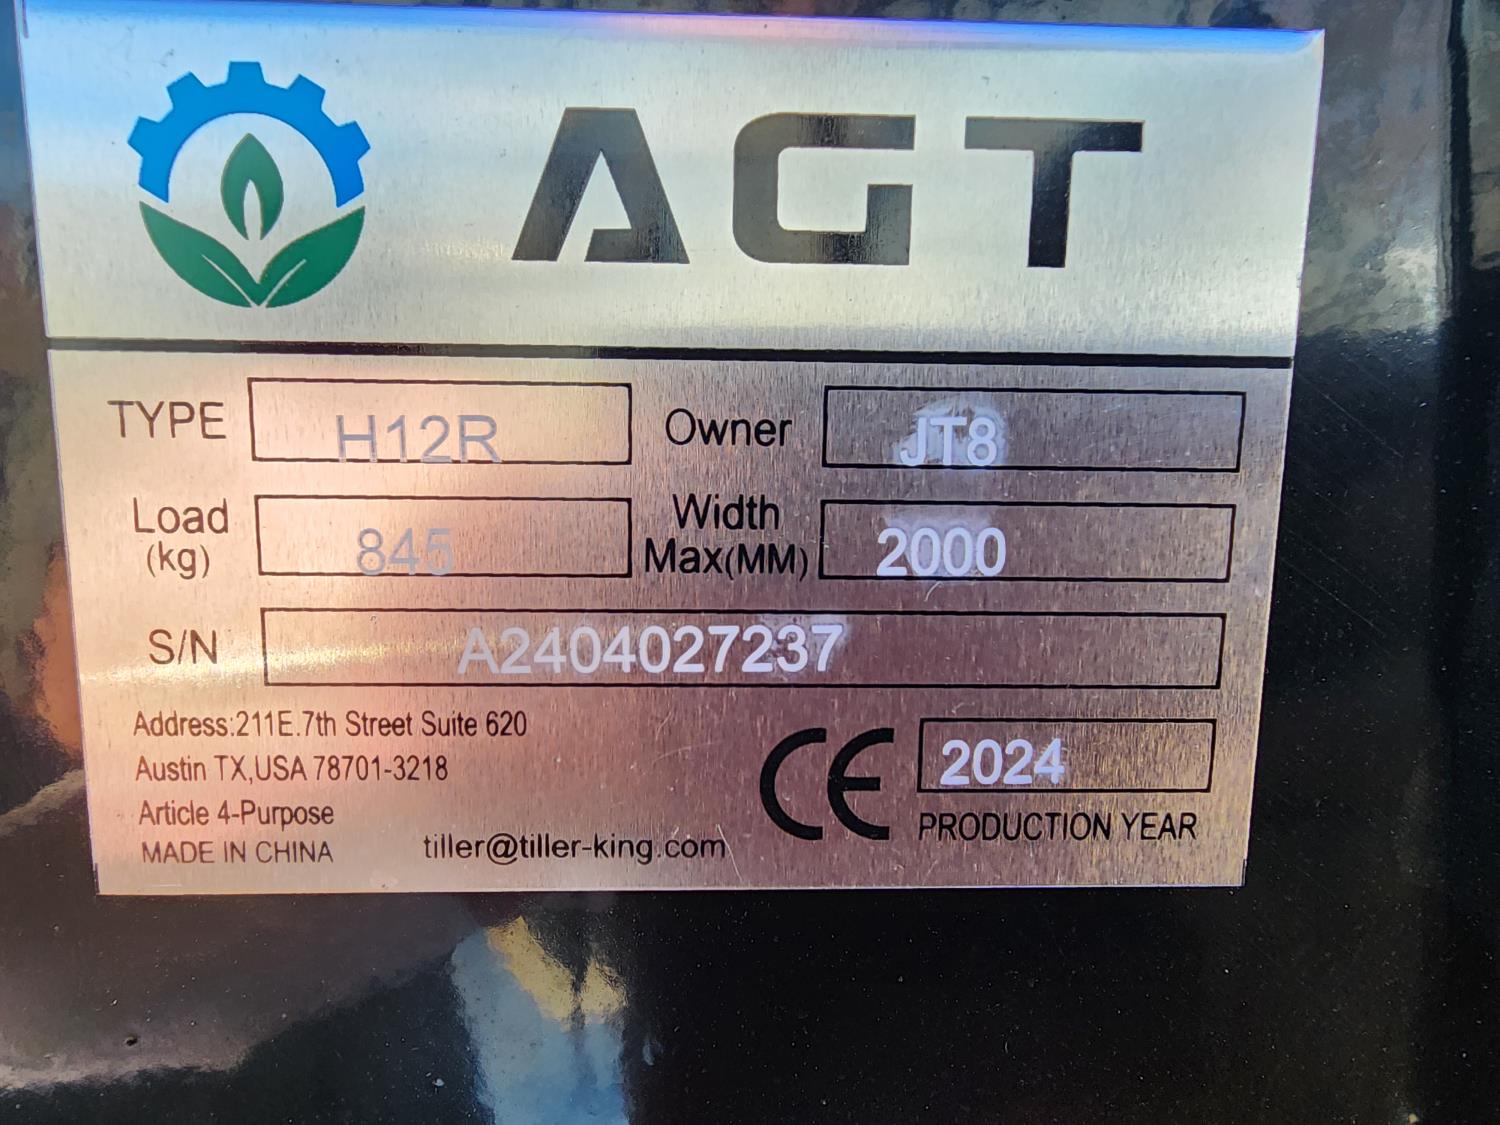 AGT
TYPE H12R Owner JT8
Load (kg) 845 Width Max(MM) 2000
S/N A2404027237
Address:211E.7th Street Suite 620
Austin TX,USA 78701-3218
Article 4-Purpose
MADE IN CHINA
tiller@tiller-king.com
CE
2024
PRODUCTION YEAR